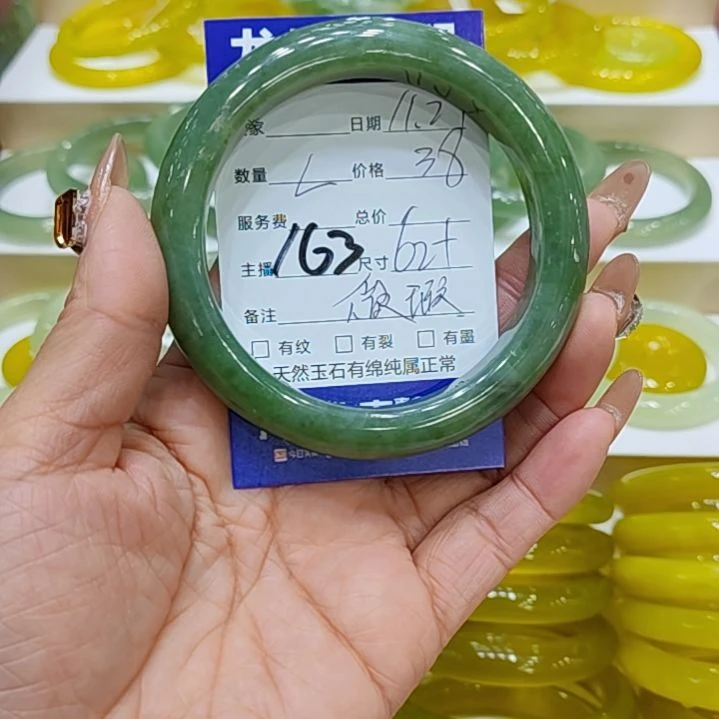 日期 11.2
数量 价格 38
服务费 163 总价
主播 尺寸 62+
备注 微瑕
□ 有纹 □ 有裂 □ 有墨
天然玉石有绵纯属正常